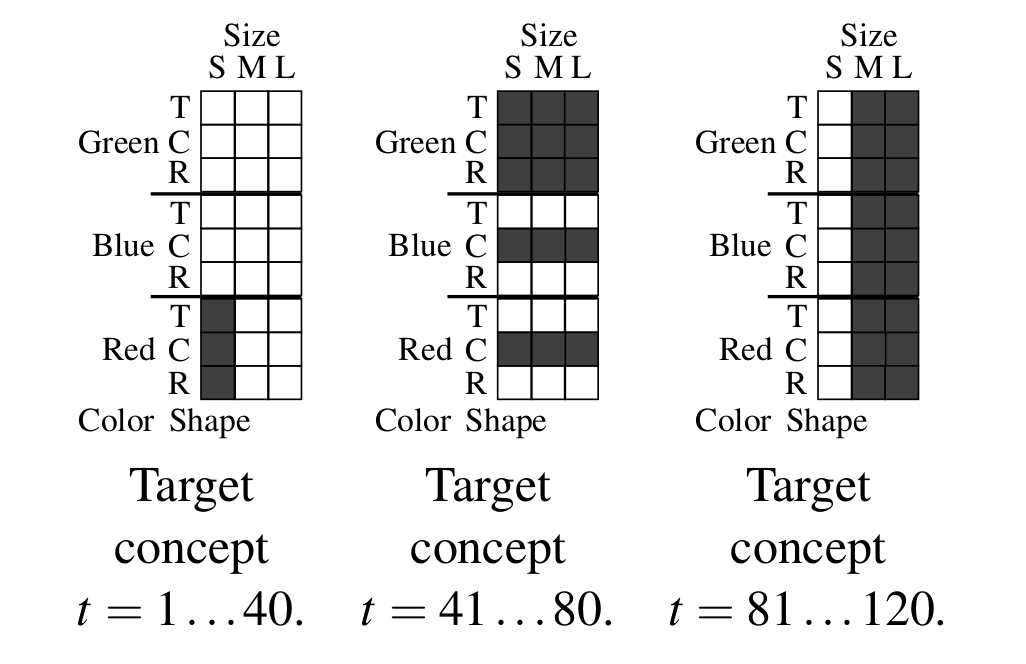 Size
S M L
T
Green C
R
T
Blue C
R
T
Red C
R
Color Shape
Target
concept
t = 1...40.
Size
S M L
T
Green C
R
T
Blue C
R
T
Red C
R
Color Shape
Target
concept
t = 41...80.
Size
S M L
T
Green C
R
T
Blue C
R
T
Red C
R
Color Shape
Target
concept
t = 81...120.